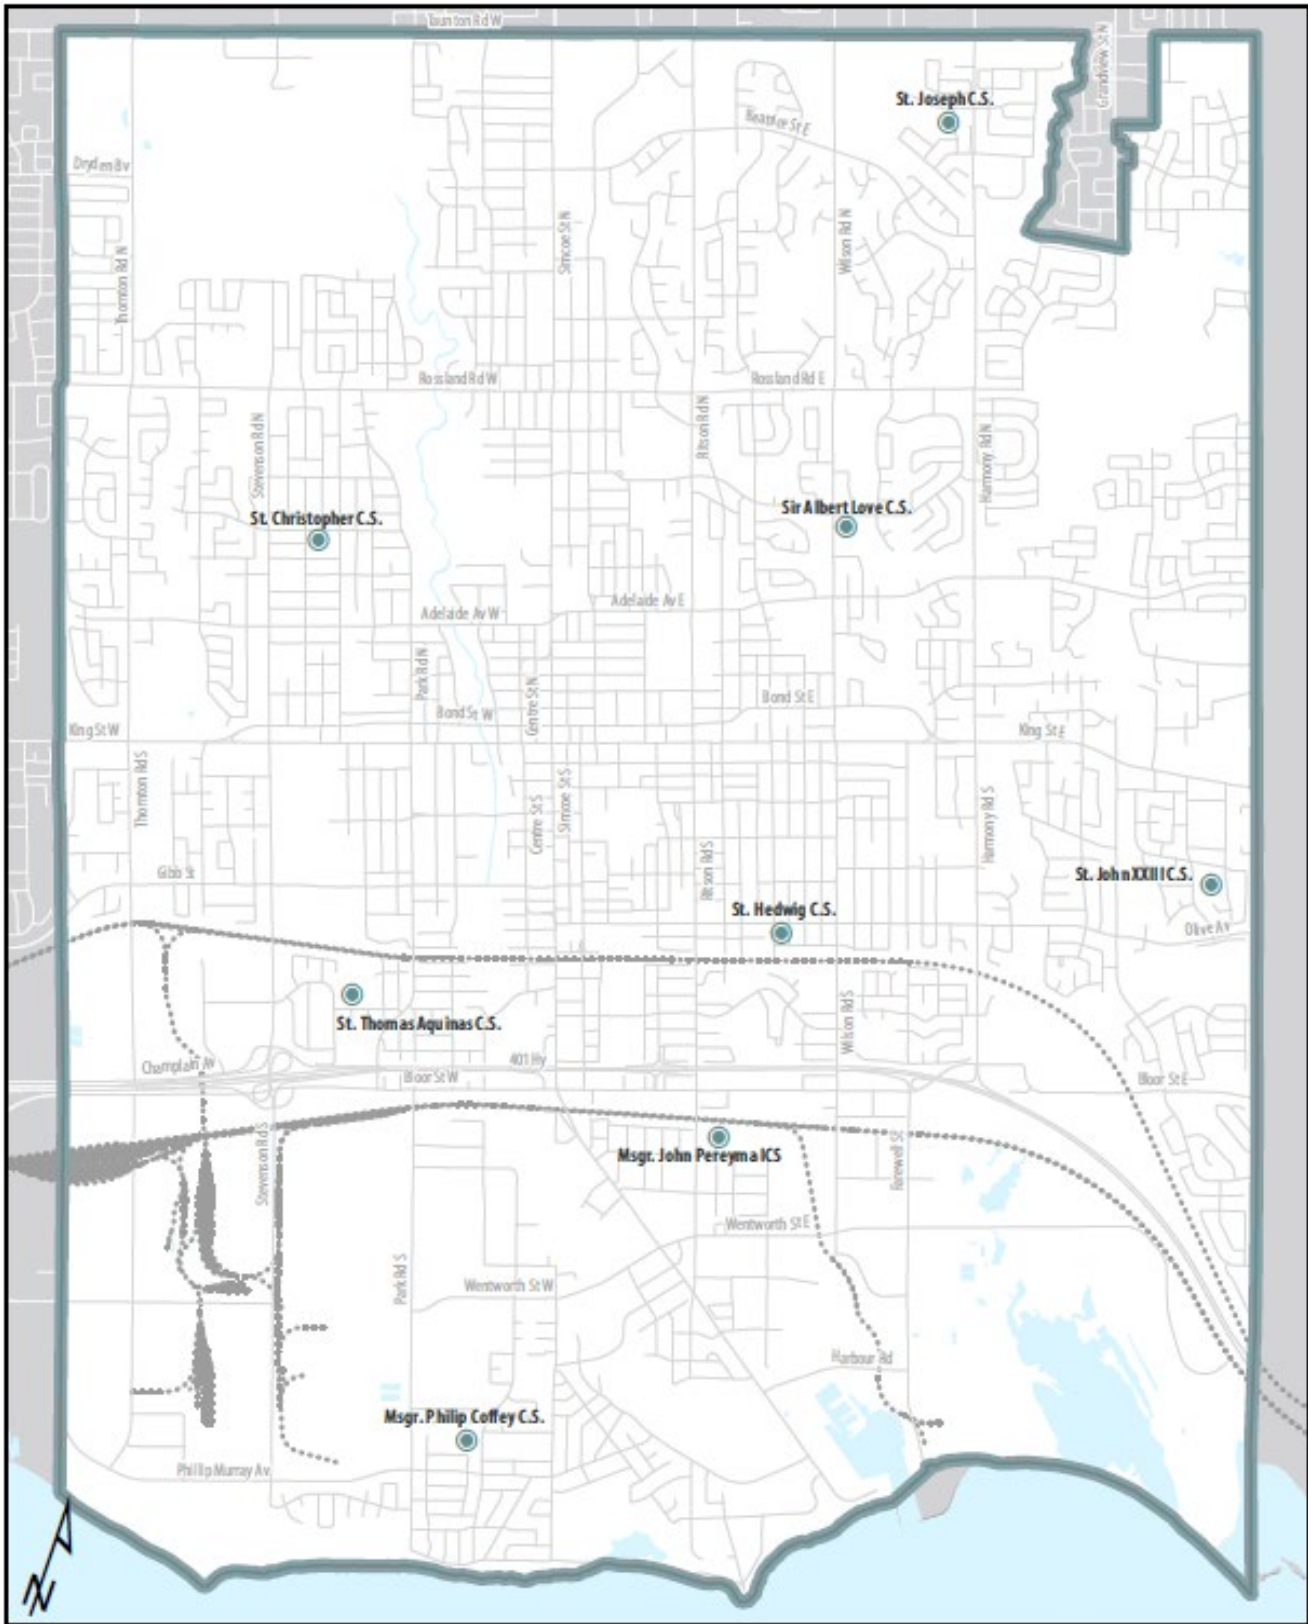 Taunton Rd W
Grandview St N
St. Joseph C.S.
Beatrice St E
Dryden Bv
Simcoe St N
Wilson Rd N
Thornton Rd N
Rossland Rd W
Rossland Rd E
Ritson Rd N
Stevenson Rd N
Harmony Rd N
St. Christopher C.S.
Sir Albert Love C.S.
Adelaide Av W
Adelaide Av E
Park Rd N
Centre St N
Bond St W
Bond St E
King St W
King St E
Thornton Rd S
Simcoe St S
Centre St S
Harmony Rd S
Ritson Rd S
Gibb St
St. John XXIII C.S.
St. Hedwig C.S.
Olive Av
St. Thomas Aquinas C.S.
Wilson Rd S
Champlain Av
401 Hy
Bloor St W
Bloor St E
Stevenson Rd S
Msgr. John Pereyma ICS
Farewell St
Wentworth St E
Park Rd S
Wentworth St W
Harbour Rd
Msgr. Philip Coffey C.S.
Phillip Murray Av
N